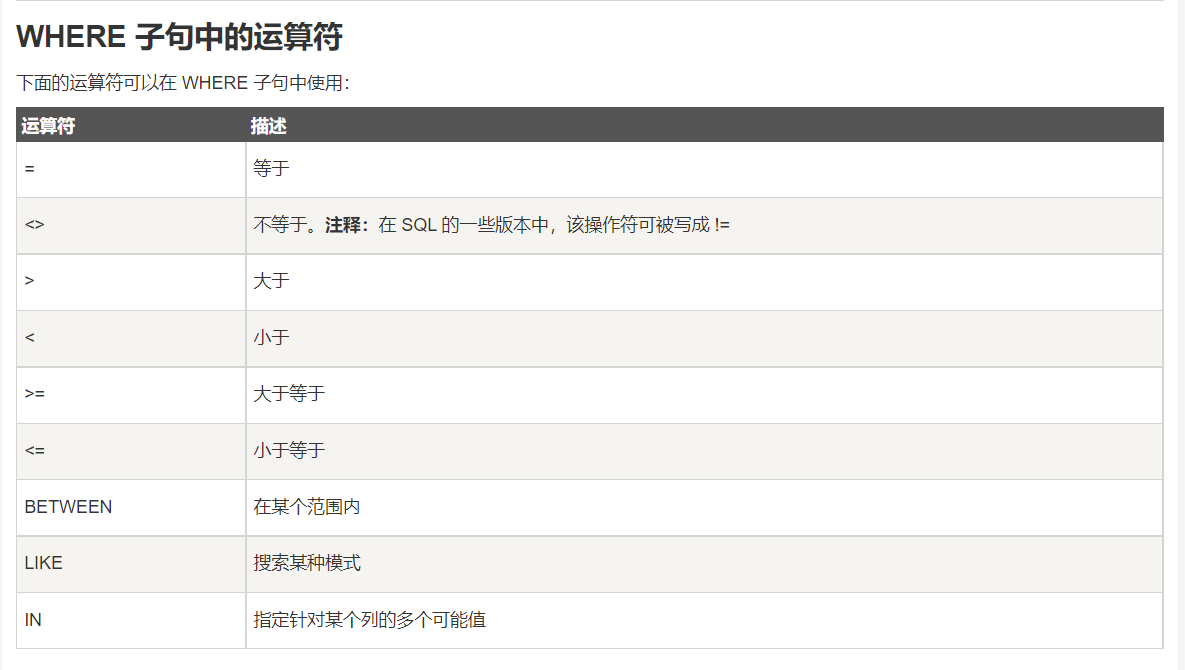 WHERE 子句中的运算符
下面的运算符可以在 WHERE 子句中使用：
运算符 描述
= 等于
<> 不等于。注释：在 SQL 的一些版本中，该操作符可被写成 !=
> 大于
< 小于
>= 大于等于
<= 小于等于
BETWEEN 在某个范围内
LIKE 搜索某种模式
IN 指定针对某个列的多个可能值